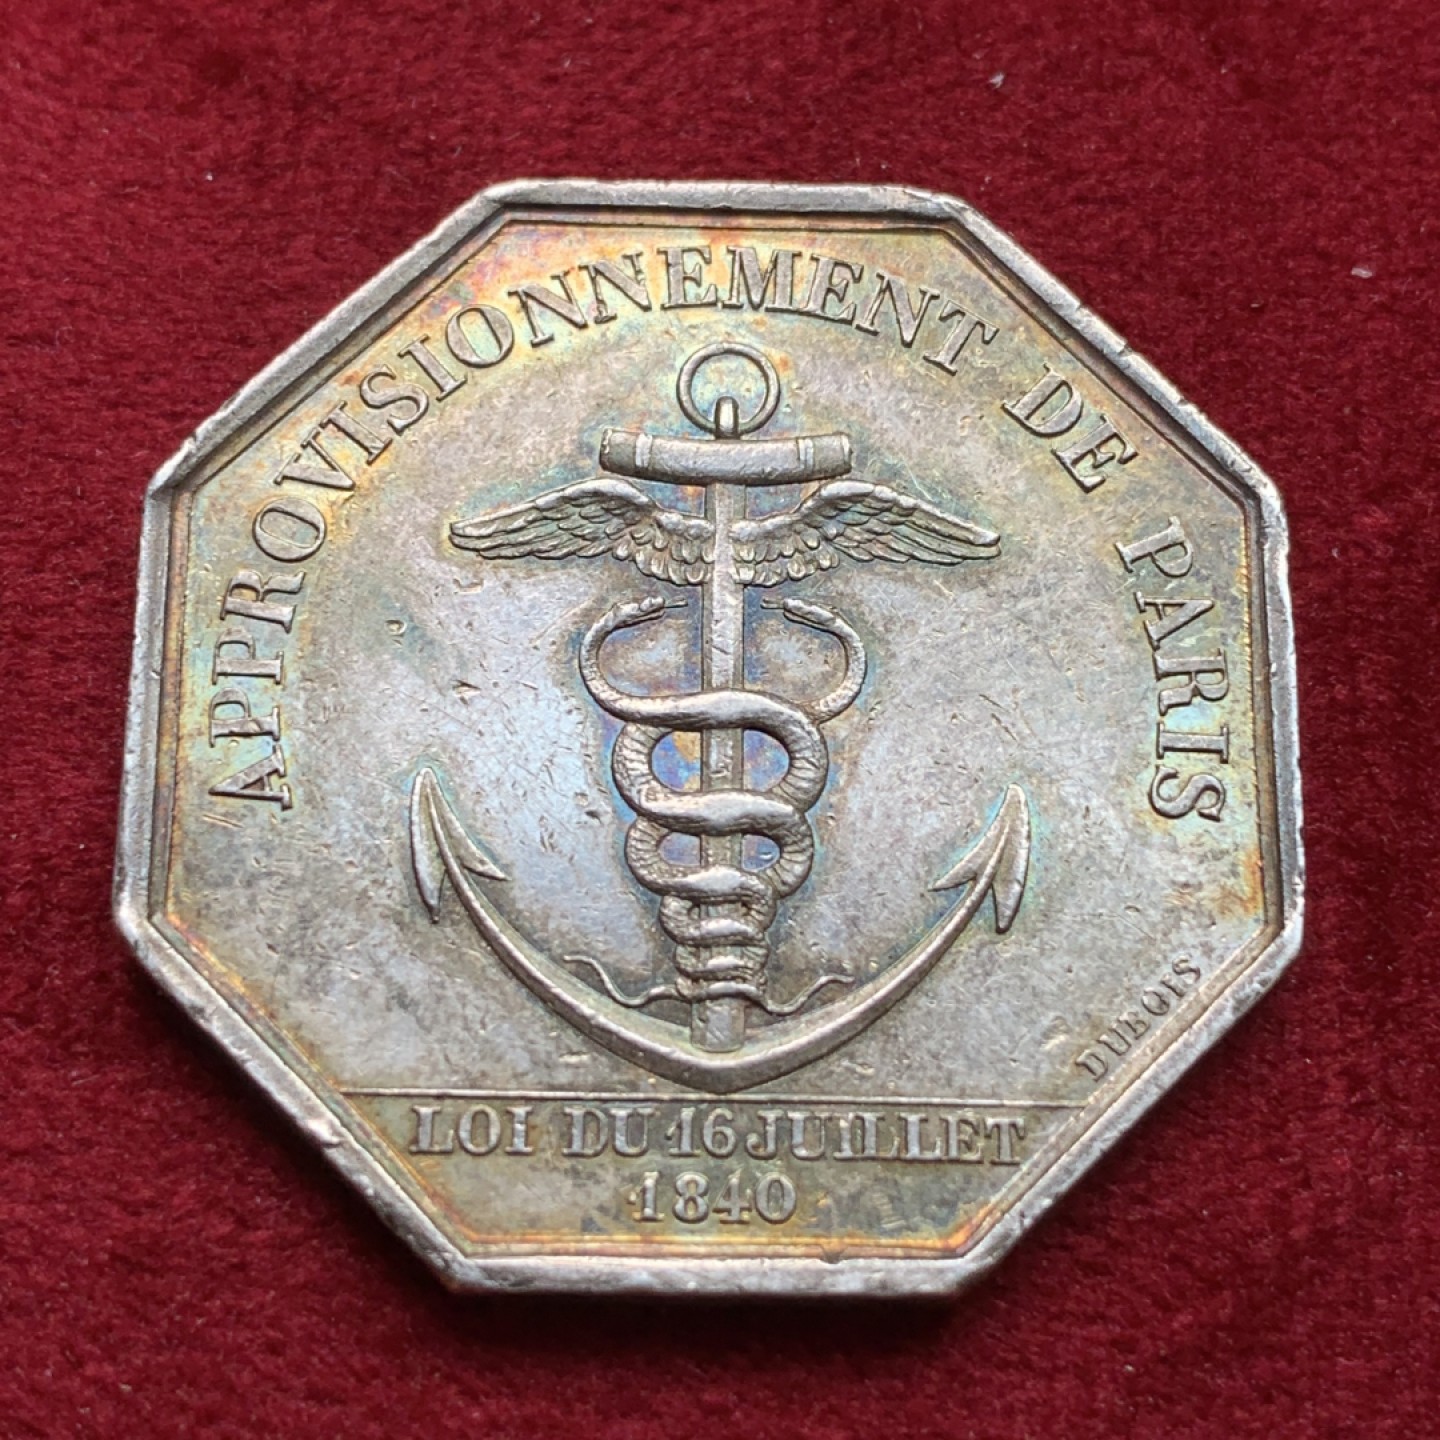 APPROVISIONNEMENT DE PARIS
DUBOIS
LOI DU 16 JUILLET
1840